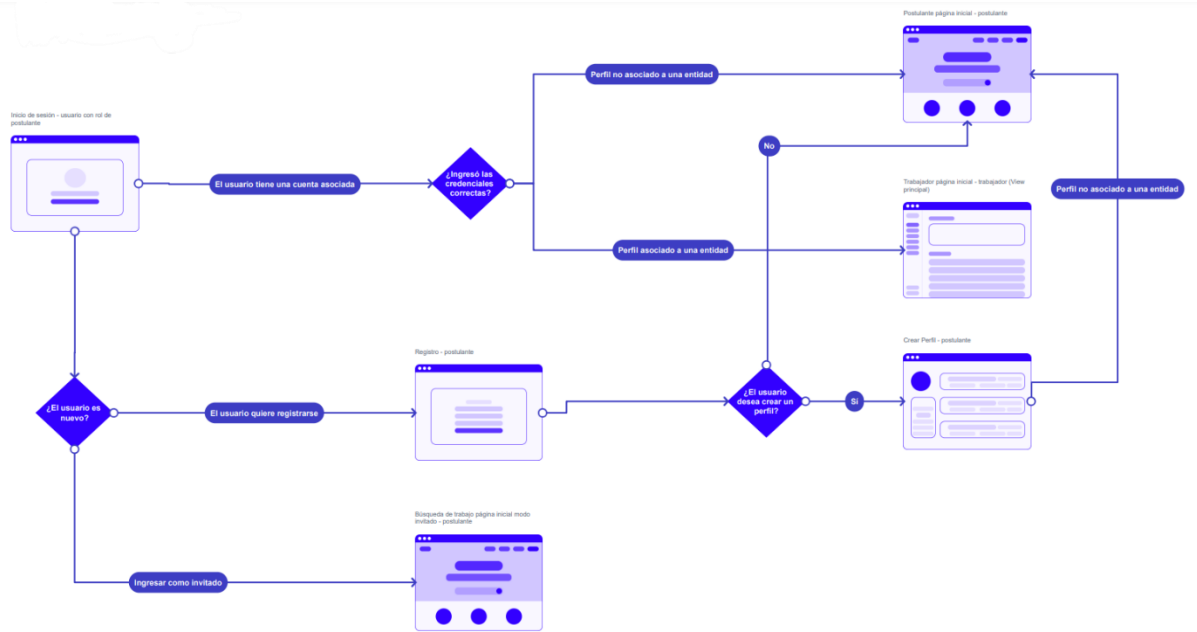 Postulante página inicial - postulante
Perfil no asociado a una entidad
Inicio de sesión - usuario con rol de
postulante
No
¿Ingresó las
credenciales
correctas?
El usuario tiene una cuenta asociada
Trabajador página inicial - trabajador (View
principal)
Perfil no asociado a una entidad
Perfil asociado a una entidad
Crear Perfil - postulante
Registro - postulante
¿El usuario es
nuevo?
El usuario quiere registrarse
¿El usuario
desea crear un
perfil?
Sí
Búsqueda de trabajo página inicial modo
invitado - postulante
Ingresar como invitado